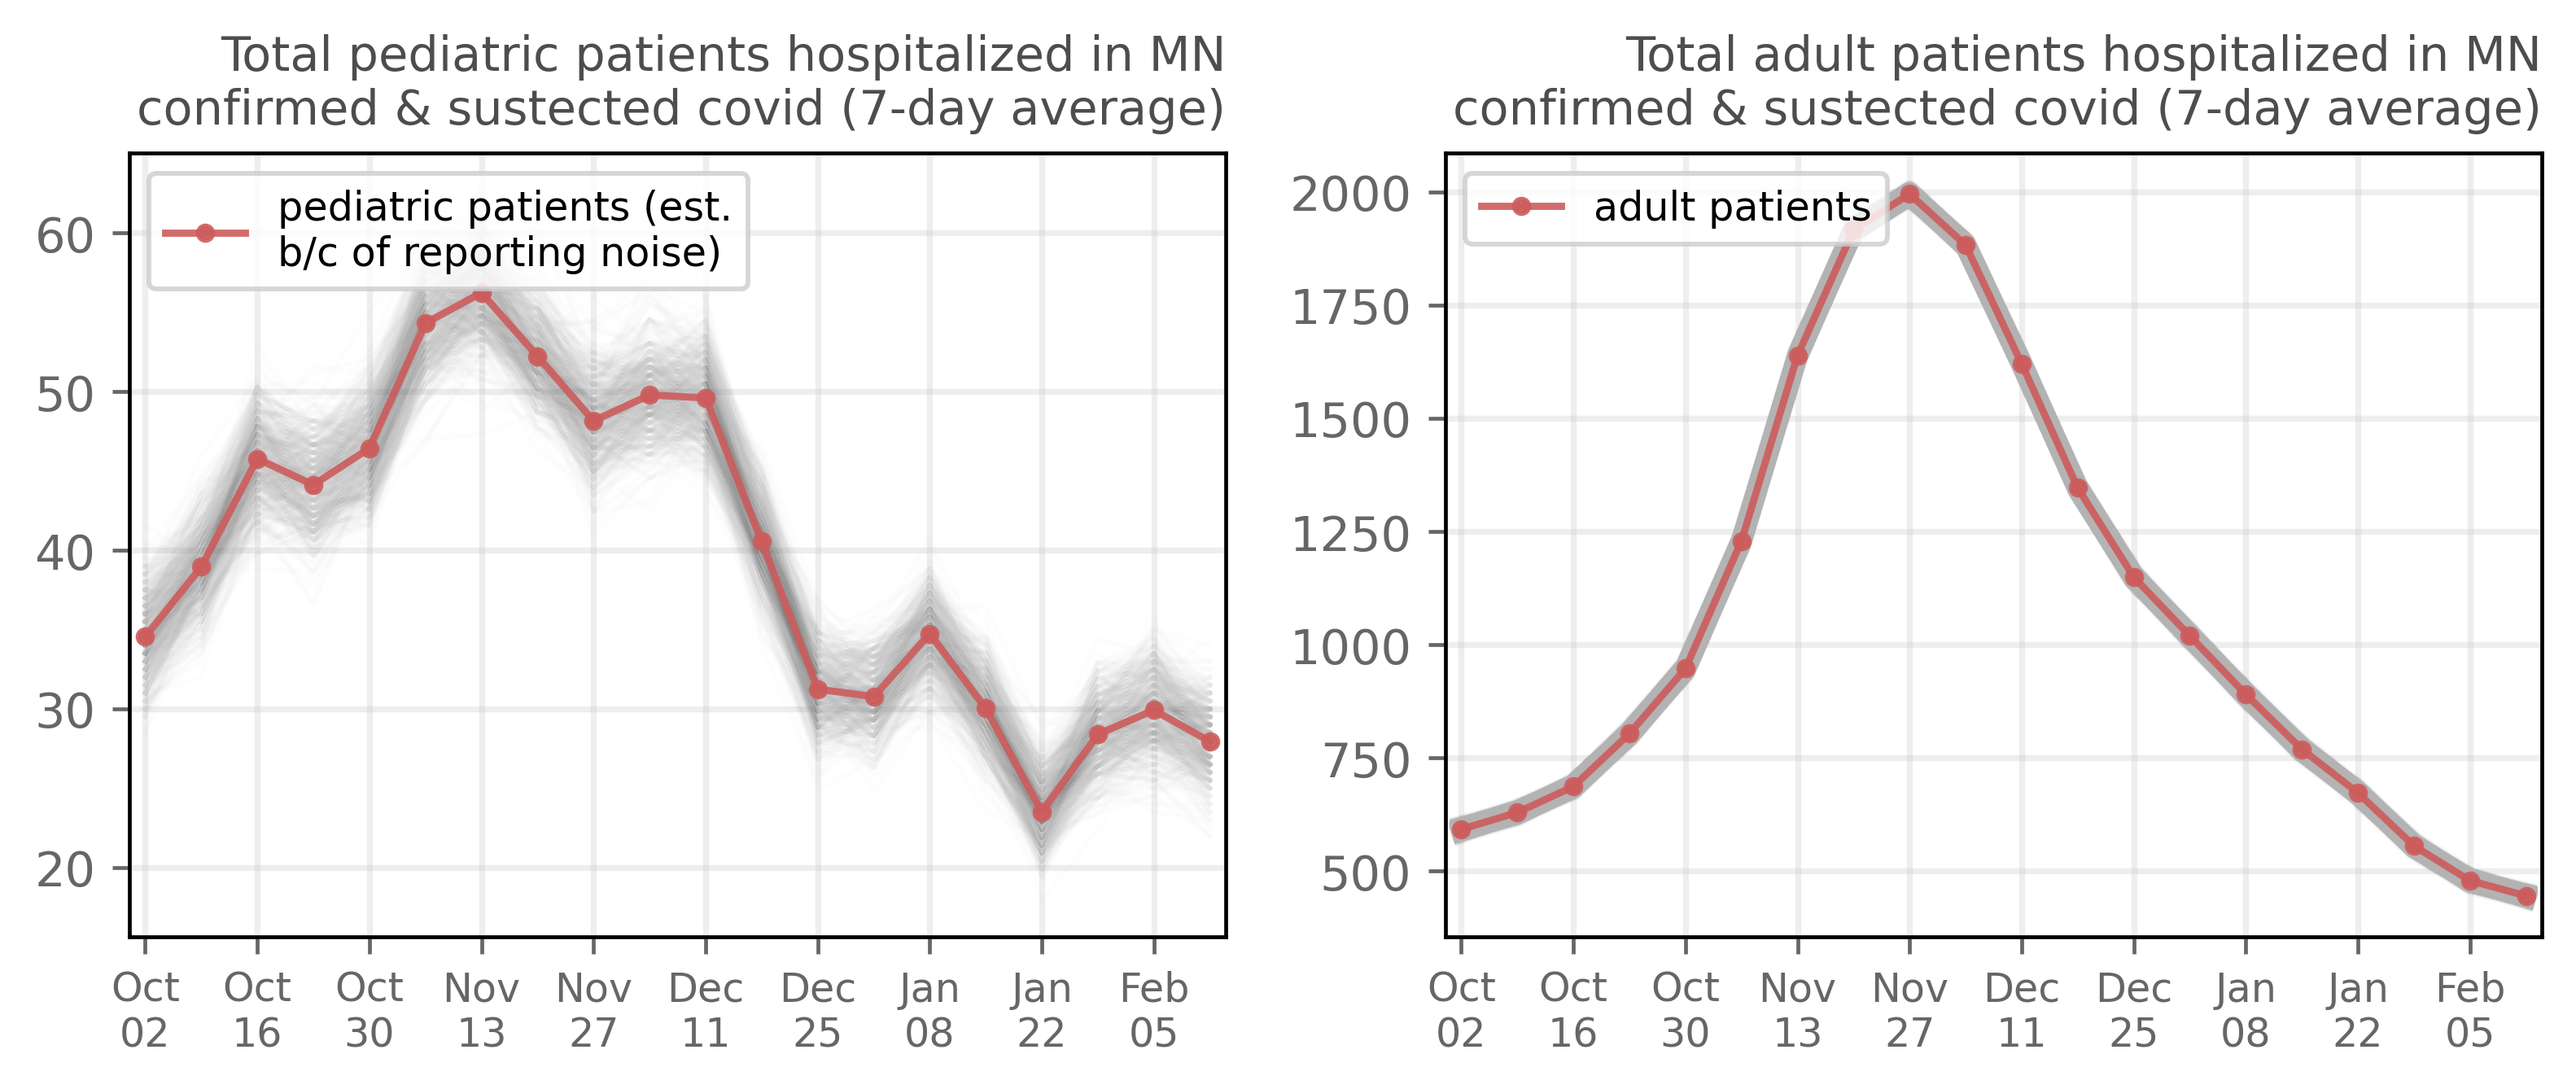 Total pediatric patients hospitalized in MN
confirmed & sustected covid (7-day average)
pediatric patients (est.
b/c of reporting noise)
60
50
40
30
20
Oct Oct Oct Nov Nov Dec Dec Jan Jan Feb
02 16 30 13 27 11 25 08 22 05
Total adult patients hospitalized in MN
confirmed & sustected covid (7-day average)
adult patients
2000
1750
1500
1250
1000
750
500
Oct Oct Oct Nov Nov Dec Dec Jan Jan Feb
02 16 30 13 27 11 25 08 22 05